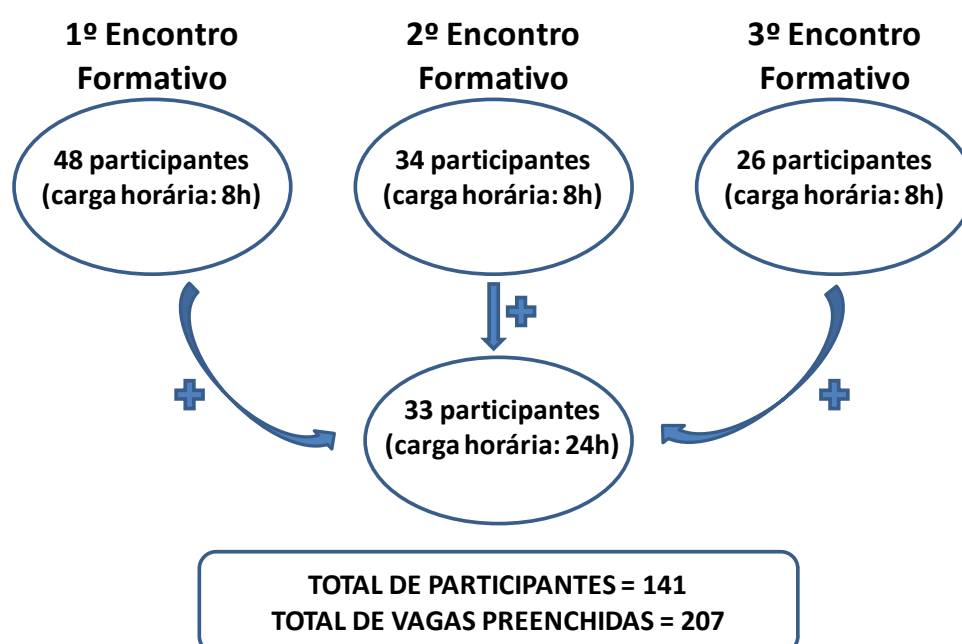 1º Encontro
Formativo
2º Encontro
Formativo
3º Encontro
Formativo
48 participantes
(carga horária: 8h)
34 participantes
(carga horária: 8h)
26 participantes
(carga horária: 8h)
33 participantes
(carga horária: 24h)
TOTAL DE PARTICIPANTES = 141
TOTAL DE VAGAS PREENCHIDAS = 207